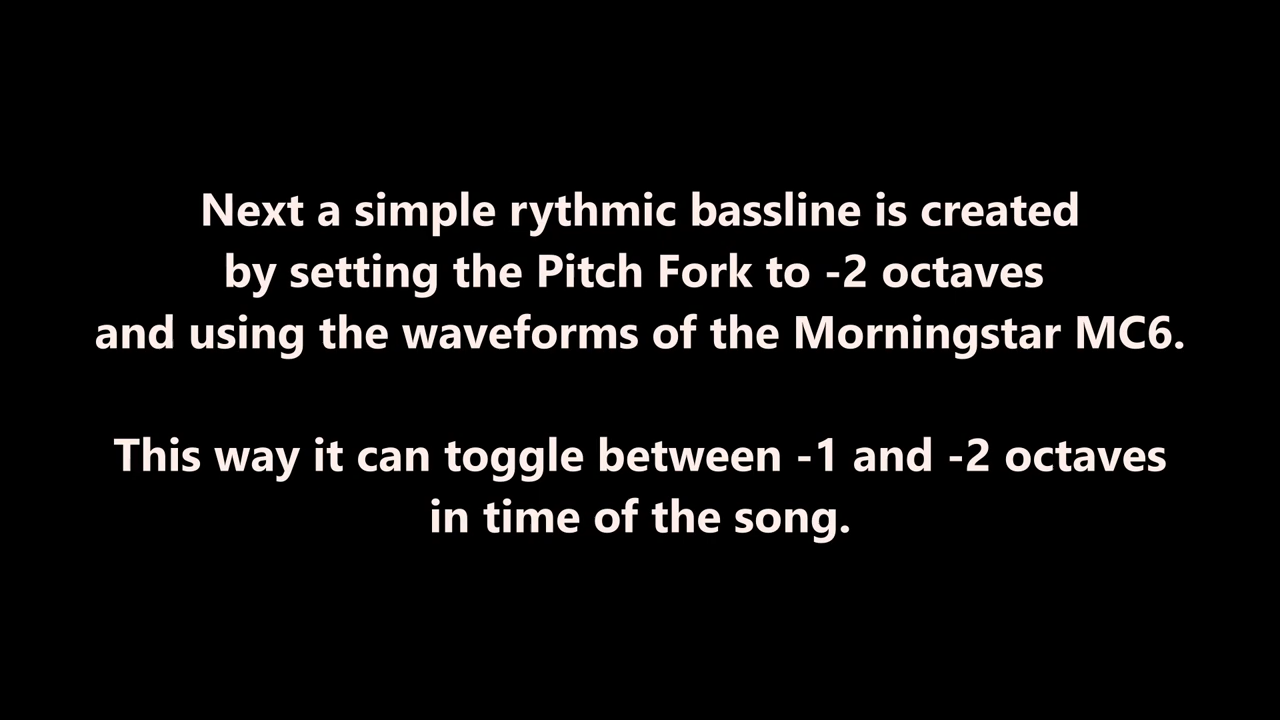 Next a simple rythmic bassline is created
by setting the Pitch Fork to -2 octaves
and using the waveforms of the Morningstar MC6.
This way it can toggle between -1 and -2 octaves
in time of the song.